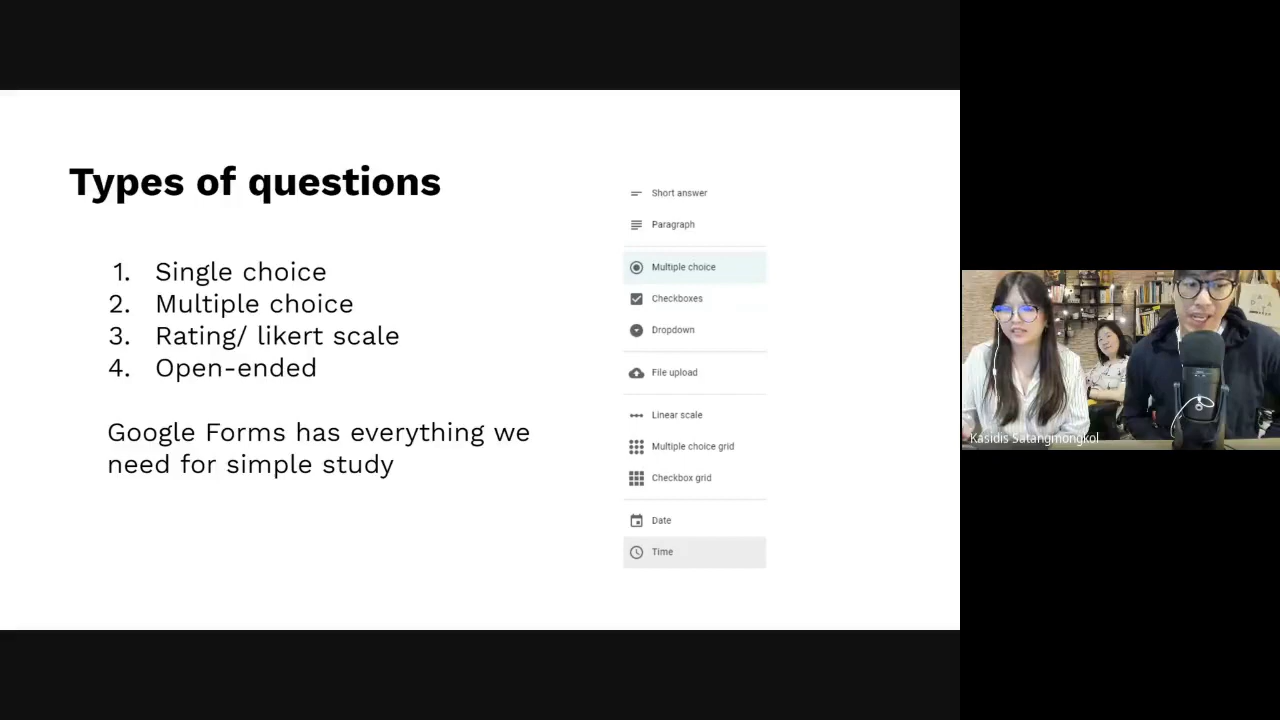 Types of questions
1. Single choice
2. Multiple choice
3. Rating/ likert scale
4. Open-ended
Google Forms has everything we
need for simple study
Short answer
Paragraph
Multiple choice
Checkboxes
Dropdown
File upload
Linear scale
Multiple choice grid
Checkbox grid
Date
Time
Kasidis Satangmongkol